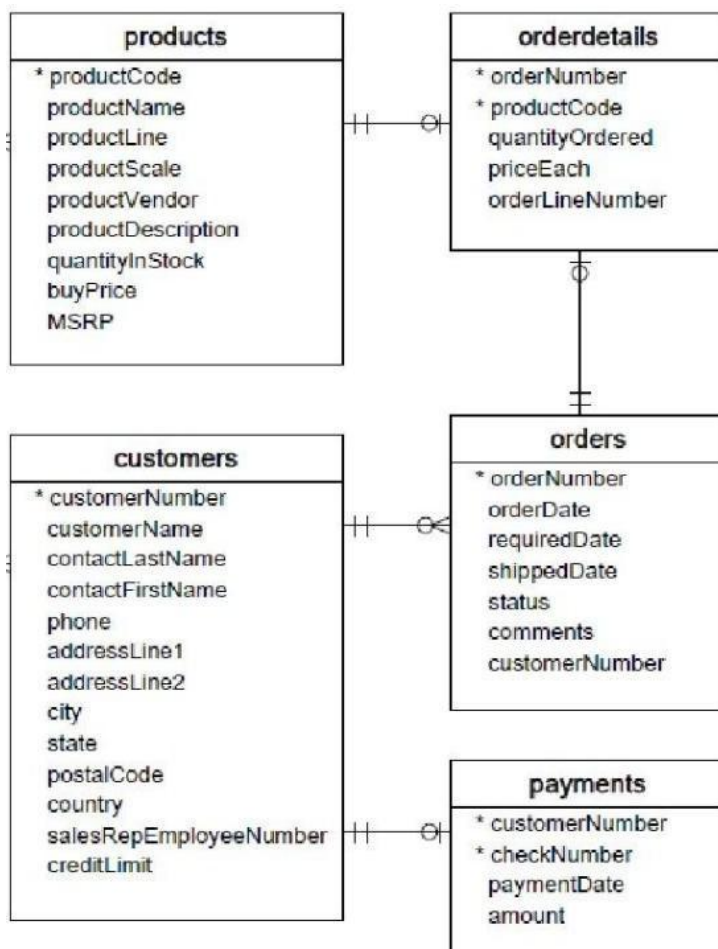 products
* productCode
productName
productLine
productScale
productVendor
productDescription
quantityInStock
buyPrice
MSRP
orderdetails
* orderNumber
* productCode
quantityOrdered
priceEach
orderLineNumber
customers
* customerNumber
customerName
contactLastName
contactFirstName
phone
addressLine1
addressLine2
city
state
postalCode
country
salesRepEmployeeNumber
creditLimit
orders
* orderNumber
orderDate
requiredDate
shippedDate
status
comments
customerNumber
payments
* customerNumber
* checkNumber
paymentDate
amount